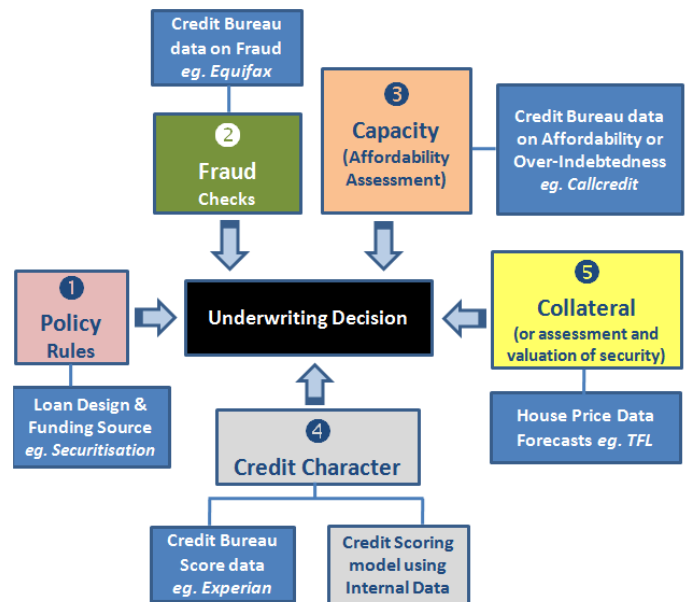 Credit Bureau
data on Fraud
eg. Equifax
2
Fraud
Checks
3
Capacity
(Affordability
Assessment)
Credit Bureau data
on Affordability or
Over-Indebtedness
eg. Callcredit
1
Policy
Rules
Loan Design &
Funding Source
eg. Securitisation
Underwriting Decision
5
Collateral
(or assessment and
valuation of security)
House Price Data
Forecasts eg. TFL
4
Credit Character
Credit Bureau
Score data
eg. Experian
Credit Scoring
model using
Internal Data